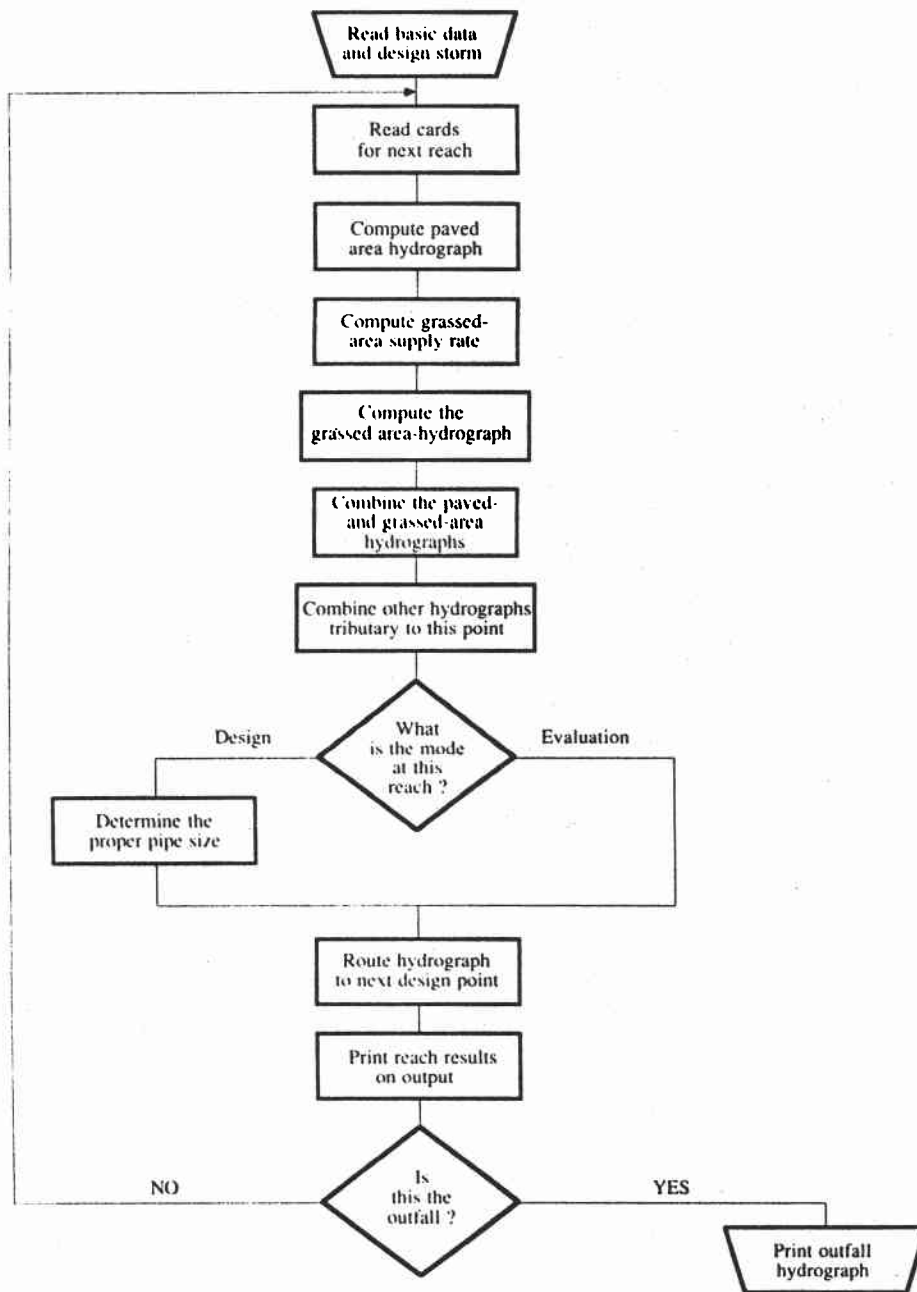 Read basic data
and design storm
Read cards
for next reach
Compute paved
area hydrograph
Compute grassed-
area supply rate
Compute the
grassed area-hydrograph
Combine the paved-
and grassed-area
hydrographs
Combine other hydrographs
tributary to this point
What
is the mode
at this
reach ?
Design
Evaluation
Determine the
proper pipe size
Route hydrograph
to next design point
Print reach results
on output
Is
this the
outfall ?
NO
YES
Print outfall
hydrograph